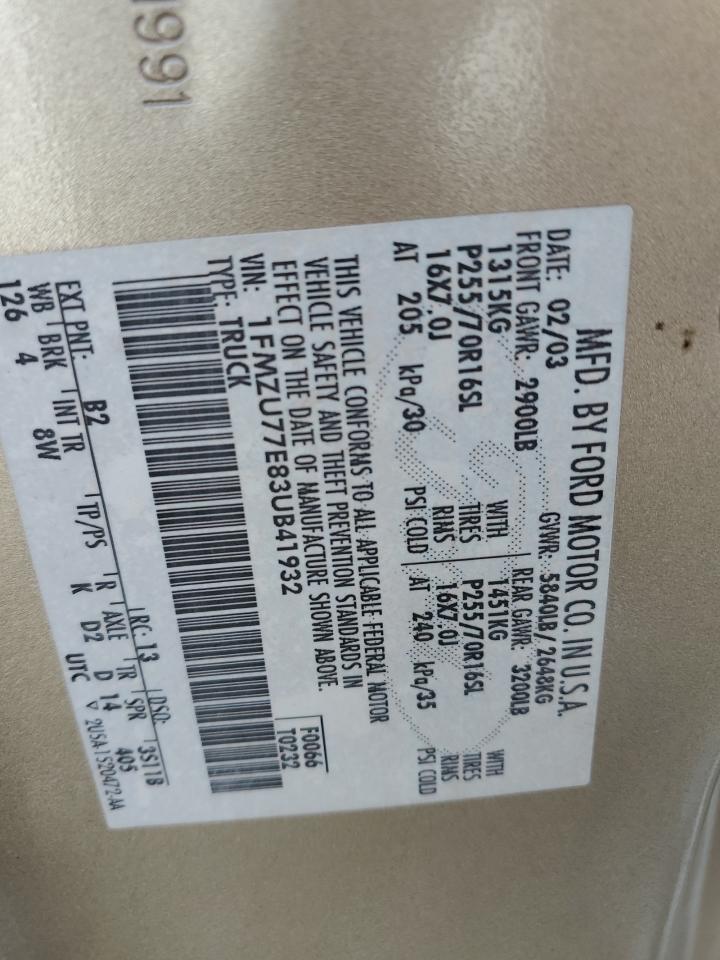 1991
MFD. BY FORD MOTOR CO. IN U.S.A.
DATE: 02/03 GVWR: 5840LB/ 2648KG
FRONT GAWR: 2900LB REAR GAWR: 3200LB
1315KG WITH 1451KG WITH
P255/70R16SL TIRES P255/70R16SL TIRES
16X7.0J RIMS 16X7.0J RIMS
AT 205 kPa/30 PSI COLD AT 240 kPa/35 PSI COLD
THIS VEHICLE CONFORMS TO ALL APPLICABLE FEDERAL MOTOR
VEHICLE SAFETY AND THEFT PREVENTION STANDARDS IN
EFFECT ON THE DATE OF MANUFACTURE SHOWN ABOVE.
VIN: 1FMZU77E83UB41932 F0066
TYPE: TRUCK T0232
EXT PNT: B2 RC: 13 DSO: 3S11B
WB BRK INT TR TP/PS R AXLE TR SPR
126 4 8W K D2 D 14 405
UTC ▽ 2U5A1520472-AA